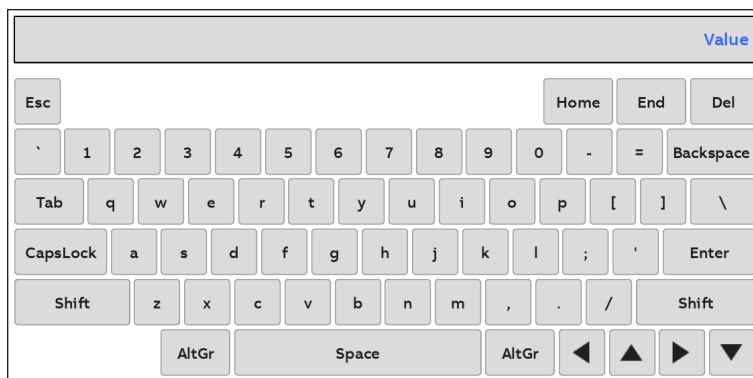 Value
Esc Home End Del
` 1 2 3 4 5 6 7 8 9 0 - = Backspace
Tab q w e r t y u i o p [ ] \
CapsLock a s d f g h j k l ; ' Enter
Shift z x c v b n m , . / Shift
AltGr Space AltGr ◀ ▲ ▶ ▼